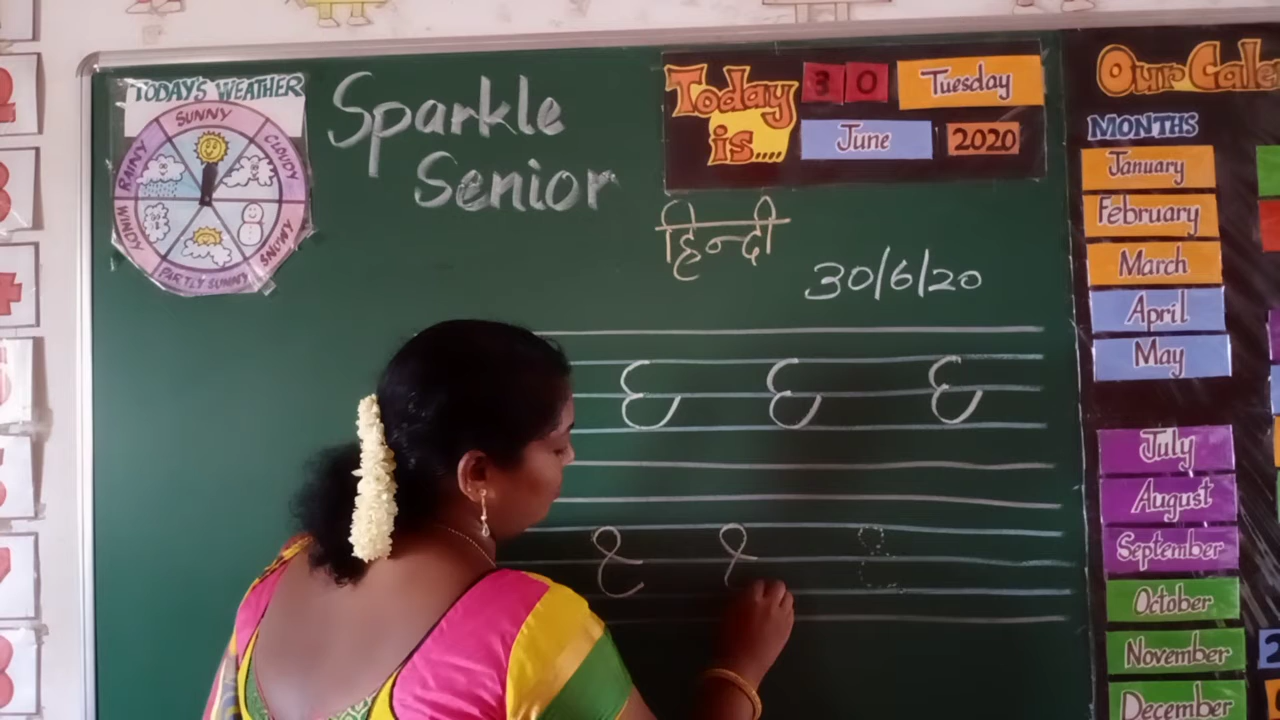 TODAY'S WEATHER
SUNNY
CLOUDY
SNOWY
PARTLY SUNNY
WINDY
RAINY
Sparkle
Senior
Today
is....
30 Tuesday
June 2020
हिन्दी
30/6/20
Our Cale
MONTHS
January
February
March
April
May
July
August
September
October
November
December